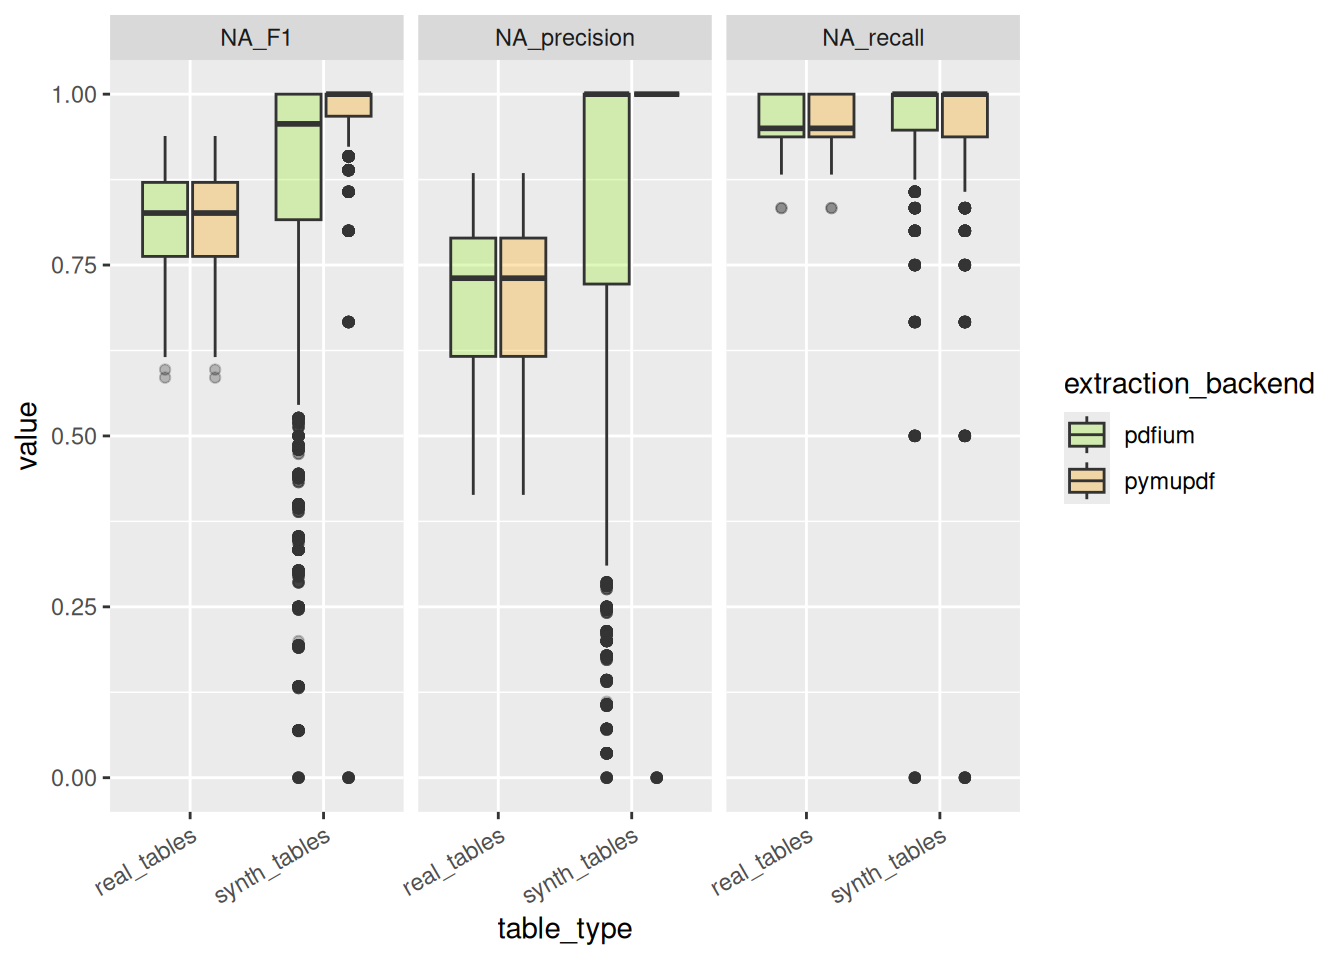 NA_F1
NA_precision
NA_recall
1.00
0.75
0.50
0.25
0.00
value
real_tables
synth_tables
real_tables
synth_tables
real_tables
synth_tables
table_type
extraction_backend
pdfium
pymupdf